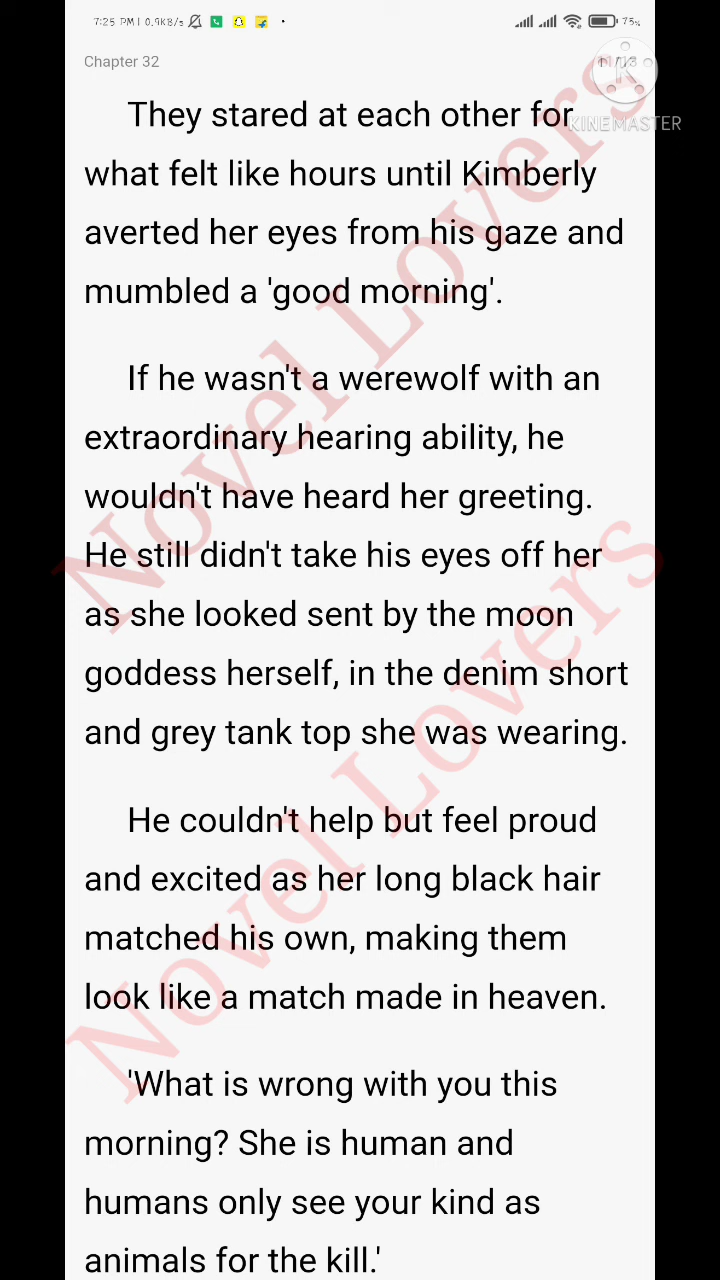 7:25 PM | 0.9KB/s
75%
Chapter 32
KINEMASTER
They stared at each other for
what felt like hours until Kimberly
averted her eyes from his gaze and
mumbled a 'good morning'.
If he wasn't a werewolf with an
extraordinary hearing ability, he
wouldn't have heard her greeting.
He still didn't take his eyes off her
as she looked sent by the moon
goddess herself, in the denim short
and grey tank top she was wearing.
He couldn't help but feel proud
and excited as her long black hair
matched his own, making them
look like a match made in heaven.
'What is wrong with you this
morning? She is human and
humans only see your kind as
animals for the kill.'
Novel Lovers
Novel Lovers